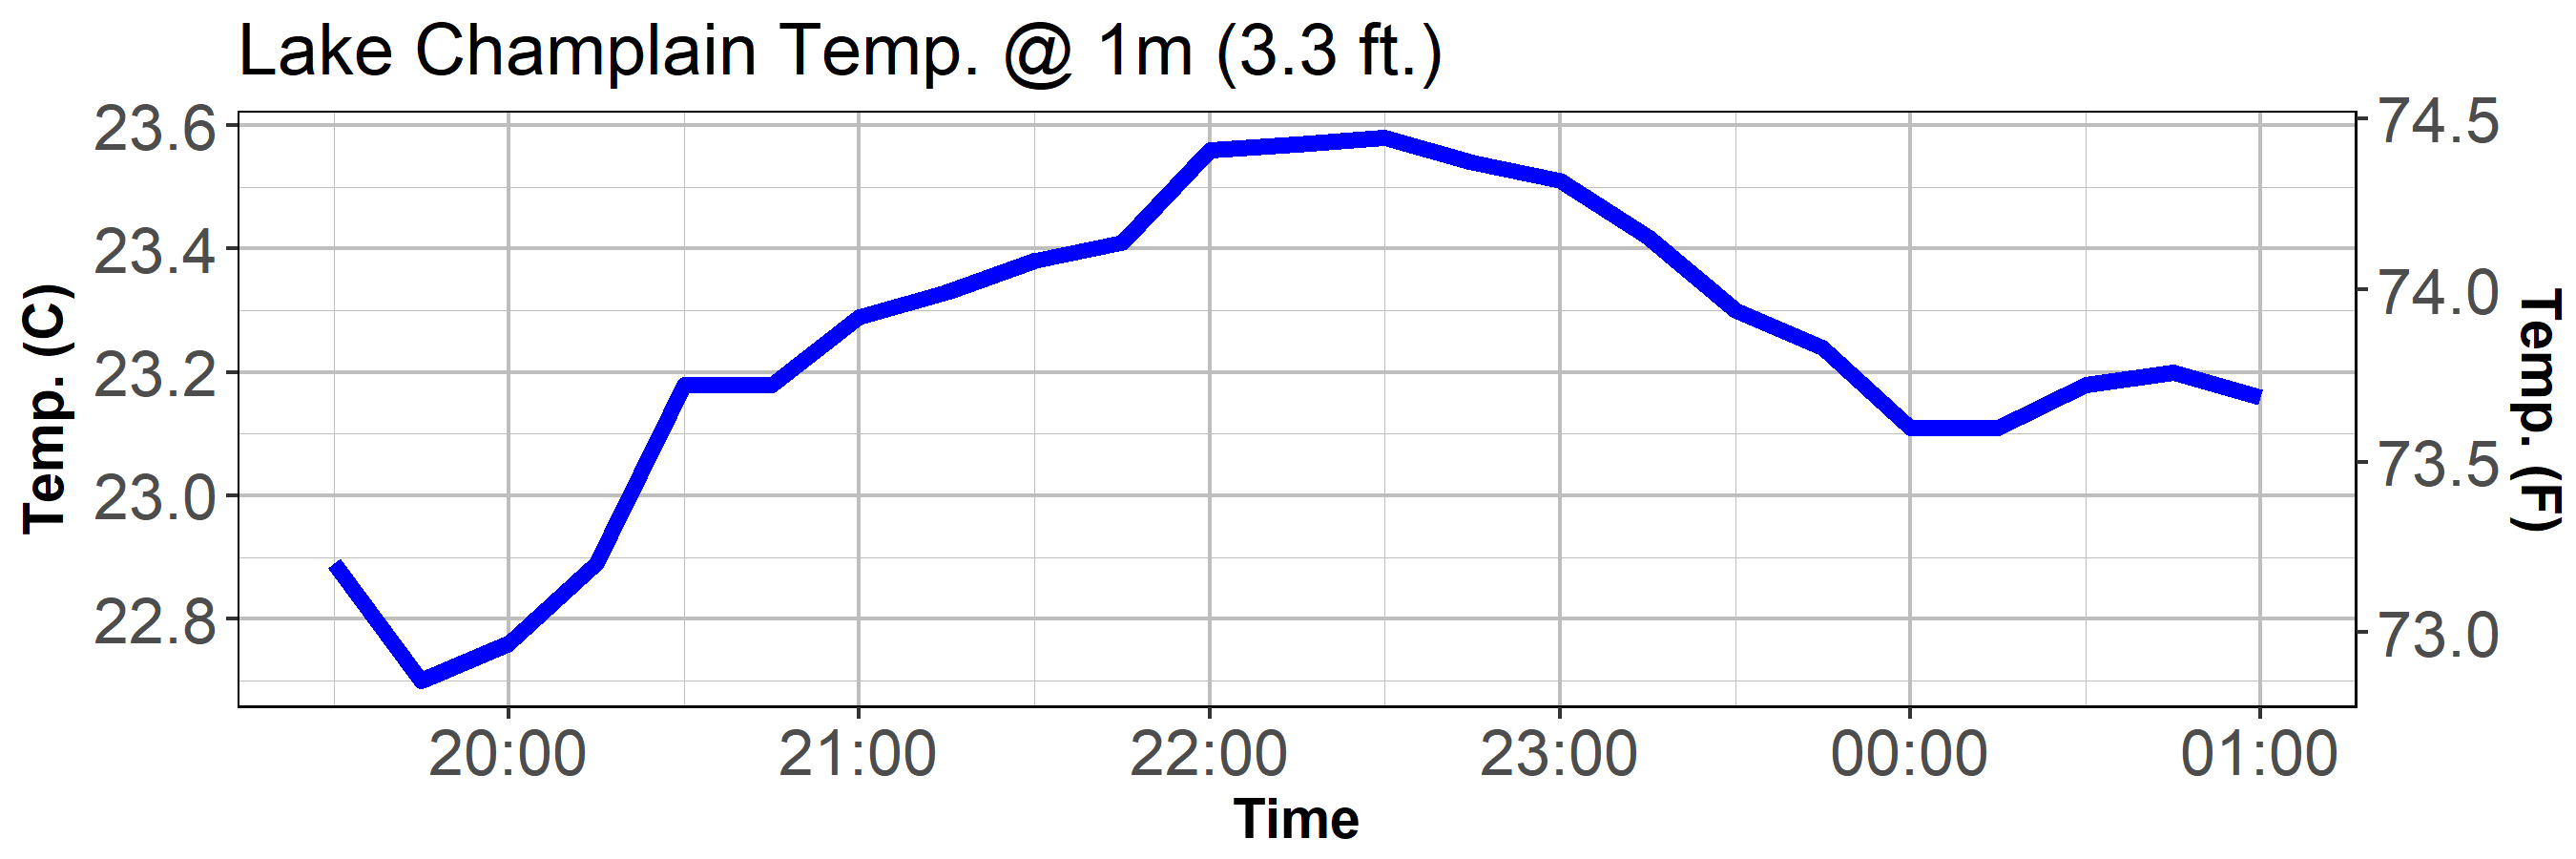 Lake Champlain Temp. @ 1m (3.3 ft.)
23.6
23.4
23.2
23.0
22.8
Temp. (C)
74.5
74.0
73.5
73.0
Temp. (F)
20:00 21:00 22:00 23:00 00:00 01:00
Time